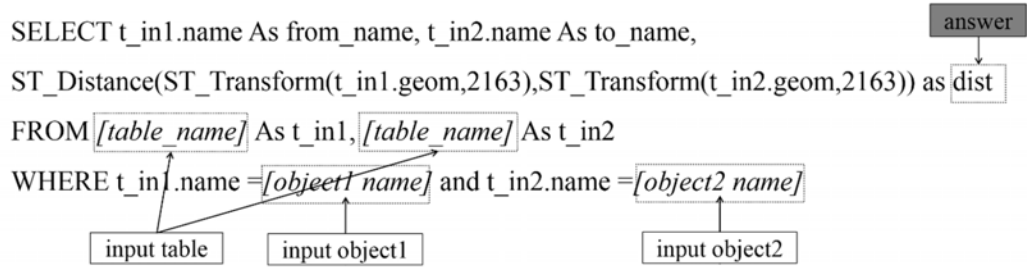 answer
SELECT t_in1.name As from_name, t_in2.name As to_name,
ST_Distance(ST_Transform(t_in1.geom,2163),ST_Transform(t_in2.geom,2163)) as dist
FROM [table_name] As t_in1, [table_name] As t_in2
WHERE t_in1.name =[object1 name] and t_in2.name =[object2 name]
input table input object1 input object2